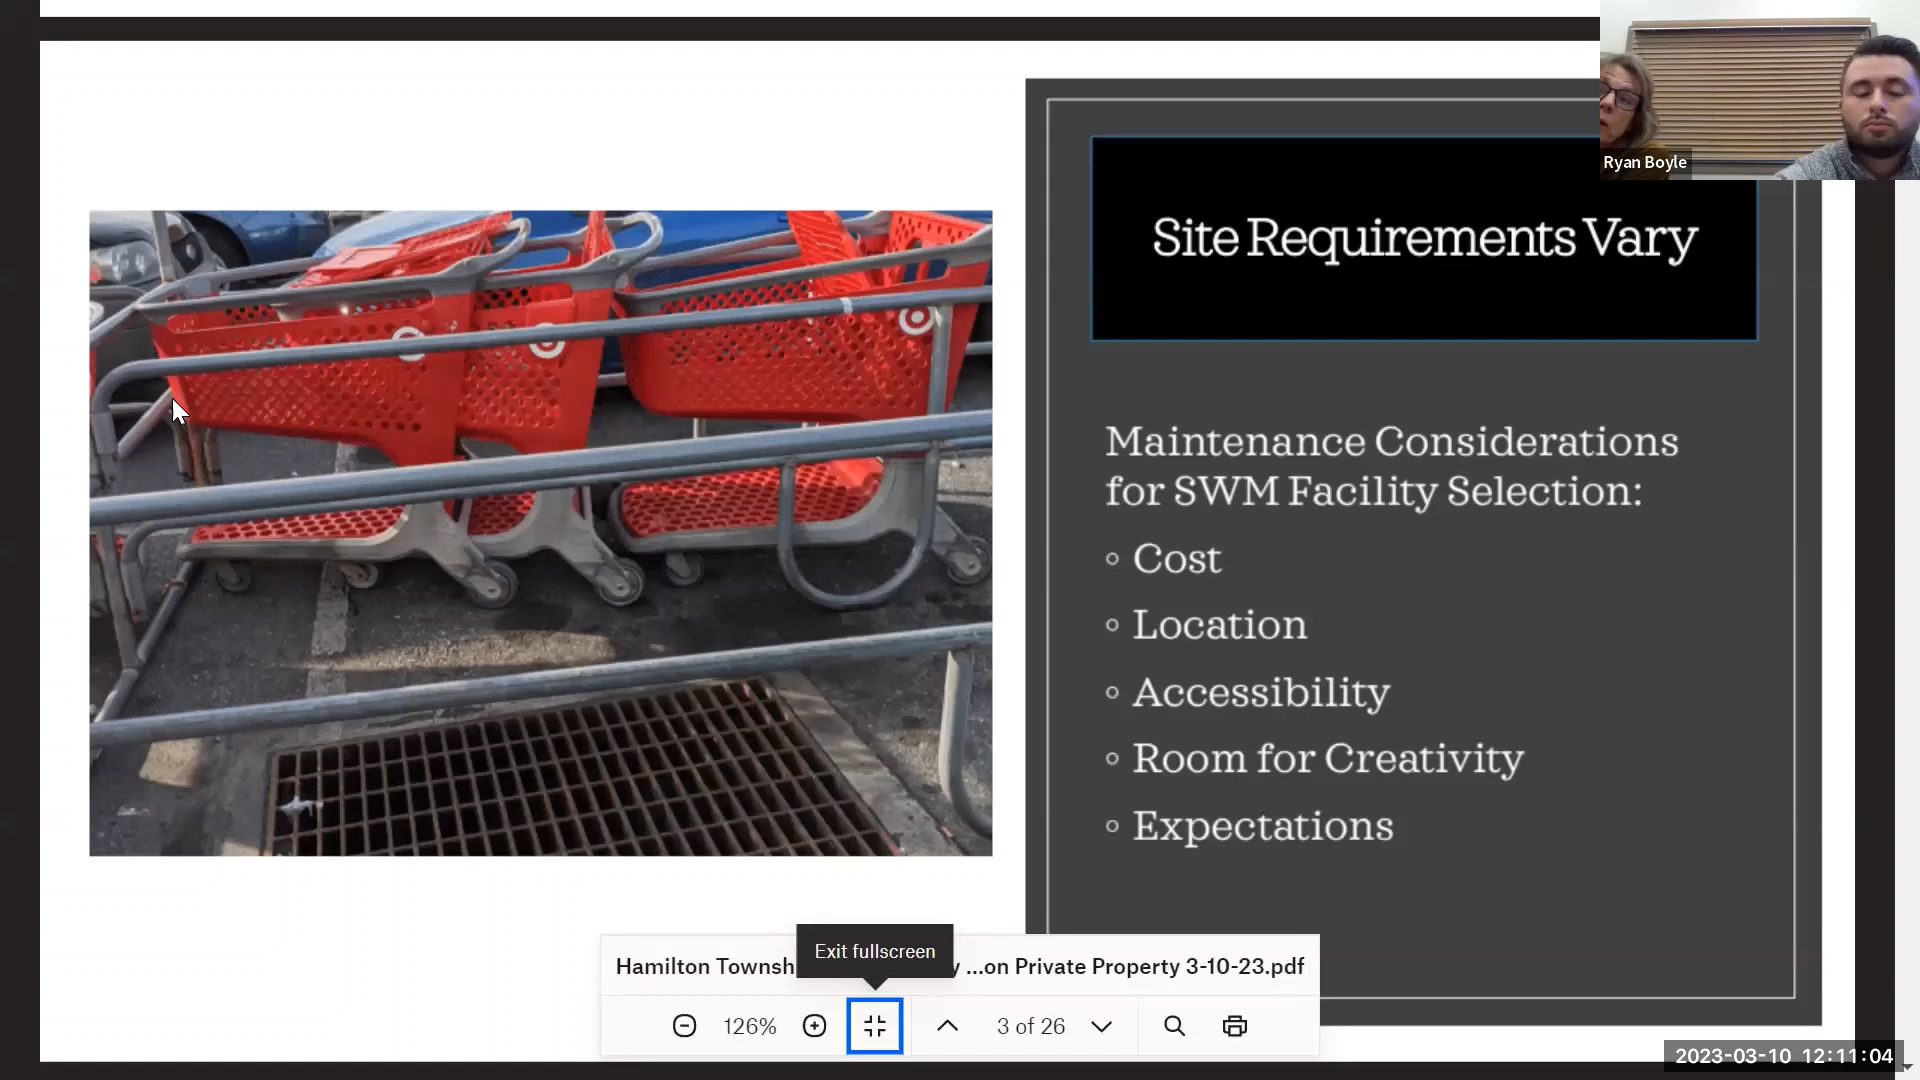 Ryan Boyle
Site Requirements Vary
Maintenance Considerations
for SWM Facility Selection:
Cost
Location
Accessibility
Room for Creativity
Expectations
Exit fullscreen
Hamilton Townsh y ...on Private Property 3-10-23.pdf
126%
3 of 26
2023-03-10 12:11:04